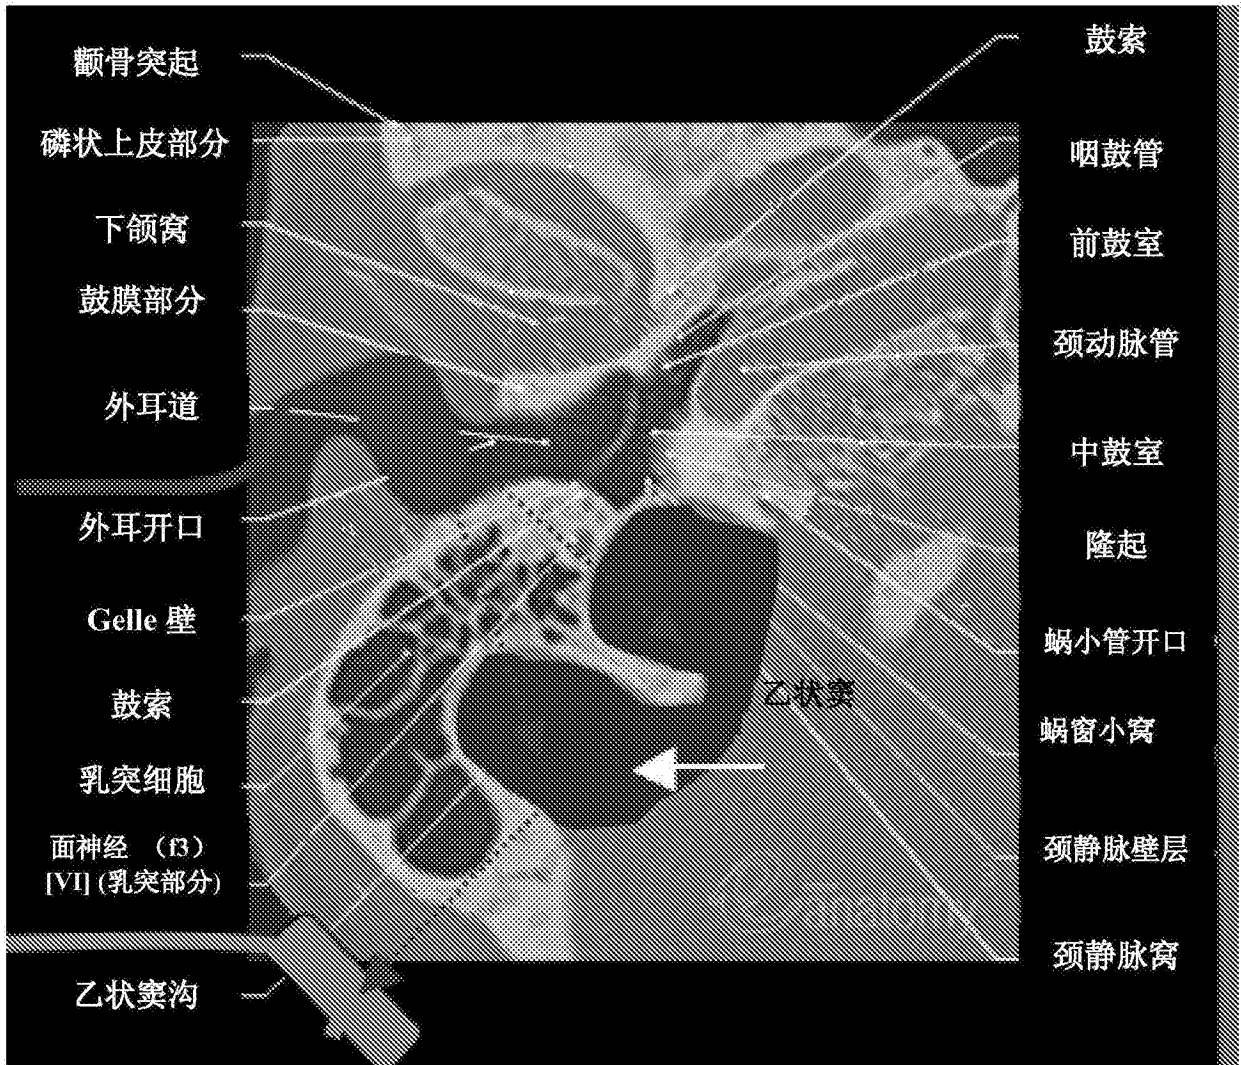 颧骨突起
磷状上皮部分
下颌窝
鼓膜部分
外耳道
外耳开口
Gelle 壁
鼓索
乳突细胞
面神经 （f3）
[VI] (乳突部分)
乙状窦沟
乙状窦
鼓索
咽鼓管
前鼓室
颈动脉管
中鼓室
隆起
蜗小管开口
蜗窗小窝
颈静脉壁层
颈静脉窝